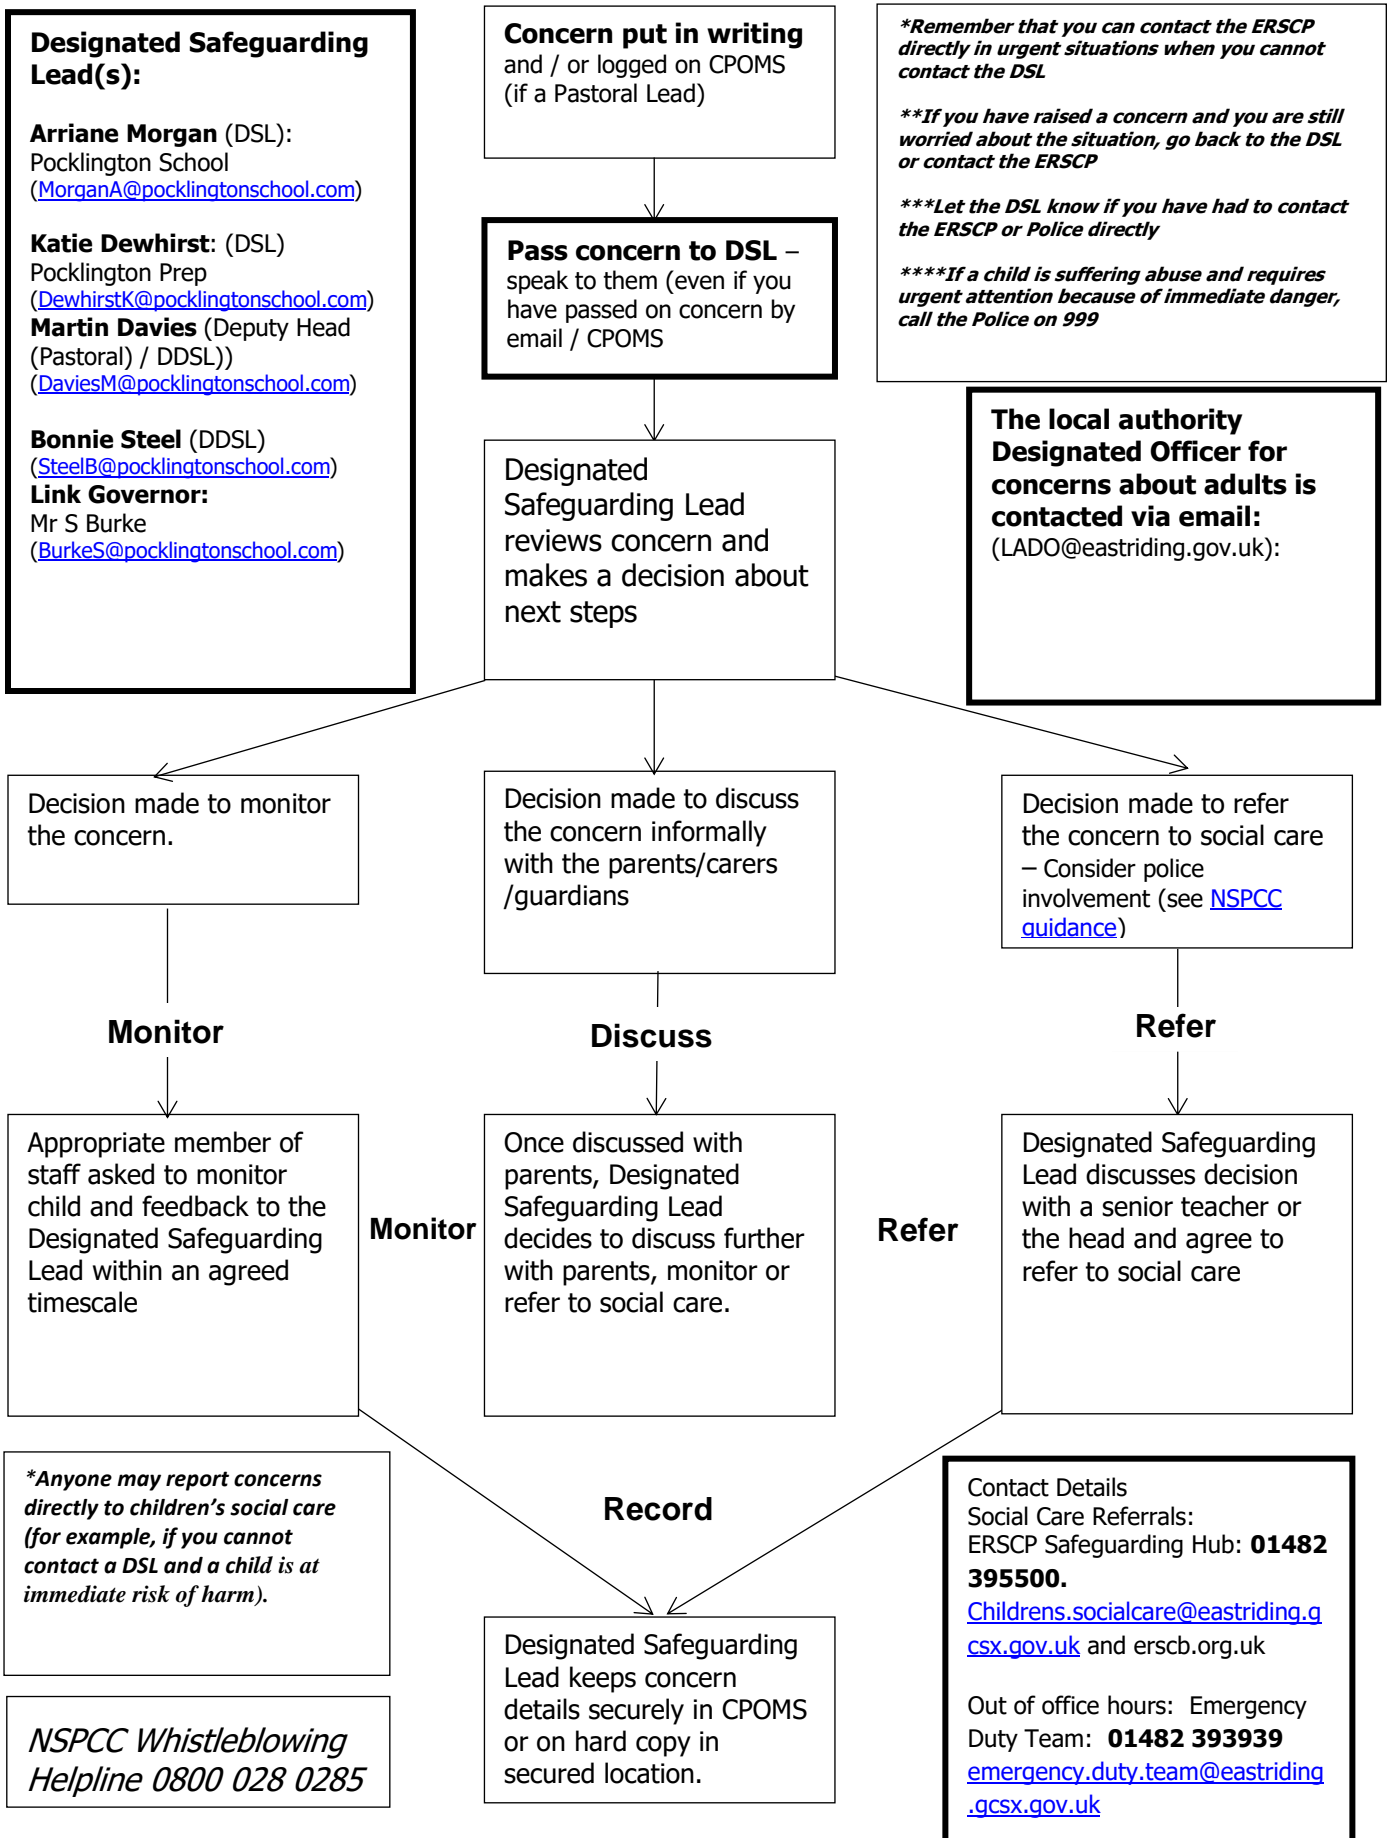 Designated Safeguarding
Lead(s):
Arriane Morgan (DSL):
Pocklington School
(MorganA@pocklingtonschool.com)
Katie Dewhirst: (DSL)
Pocklington Prep
(DewhirstK@pocklingtonschool.com)
Martin Davies (Deputy Head
(Pastoral) / DDSL))
(DaviesM@pocklingtonschool.com)
Bonnie Steel (DDSL)
(SteelB@pocklingtonschool.com)
Link Governor:
Mr S Burke
(BurkeS@pocklingtonschool.com)
Concern put in writing
and / or logged on CPOMS
(if a Pastoral Lead)
Pass concern to DSL –
speak to them (even if you
have passed on concern by
email / CPOMS
Designated
Safeguarding Lead
reviews concern and
makes a decision about
next steps
*Remember that you can contact the ERSCP
directly in urgent situations when you cannot
contact the DSL
**If you have raised a concern and you are still
worried about the situation, go back to the DSL
or contact the ERSCP
***Let the DSL know if you have had to contact
the ERSCP or Police directly
****If a child is suffering abuse and requires
urgent attention because of immediate danger,
call the Police on 999
The local authority
Designated Officer for
concerns about adults is
contacted via email:
(LADO@eastriding.gov.uk):
Decision made to monitor
the concern.
Decision made to discuss
the concern informally
with the parents/carers
/guardians
Decision made to refer
the concern to social care
– Consider police
involvement (see NSPCC
guidance)
Monitor
Discuss
Refer
Appropriate member of
staff asked to monitor
child and feedback to the
Designated Safeguarding
Lead within an agreed
timescale
Monitor
Once discussed with
parents, Designated
Safeguarding Lead
decides to discuss further
with parents, monitor or
refer to social care.
Refer
Designated Safeguarding
Lead discusses decision
with a senior teacher or
the head and agree to
refer to social care
*Anyone may report concerns
directly to children's social care
(for example, if you cannot
contact a DSL and a child is at
immediate risk of harm).
Record
NSPCC Whistleblowing
Helpline 0800 028 0285
Designated Safeguarding
Lead keeps concern
details securely in CPOMS
or on hard copy in
secured location.
Contact Details
Social Care Referrals:
ERSCP Safeguarding Hub: 01482
395500.
Childrens.socialcare@eastriding.g
csx.gov.uk and erscb.org.uk
Out of office hours: Emergency
Duty Team: 01482 393939
emergency.duty.team@eastriding
.gcsx.gov.uk